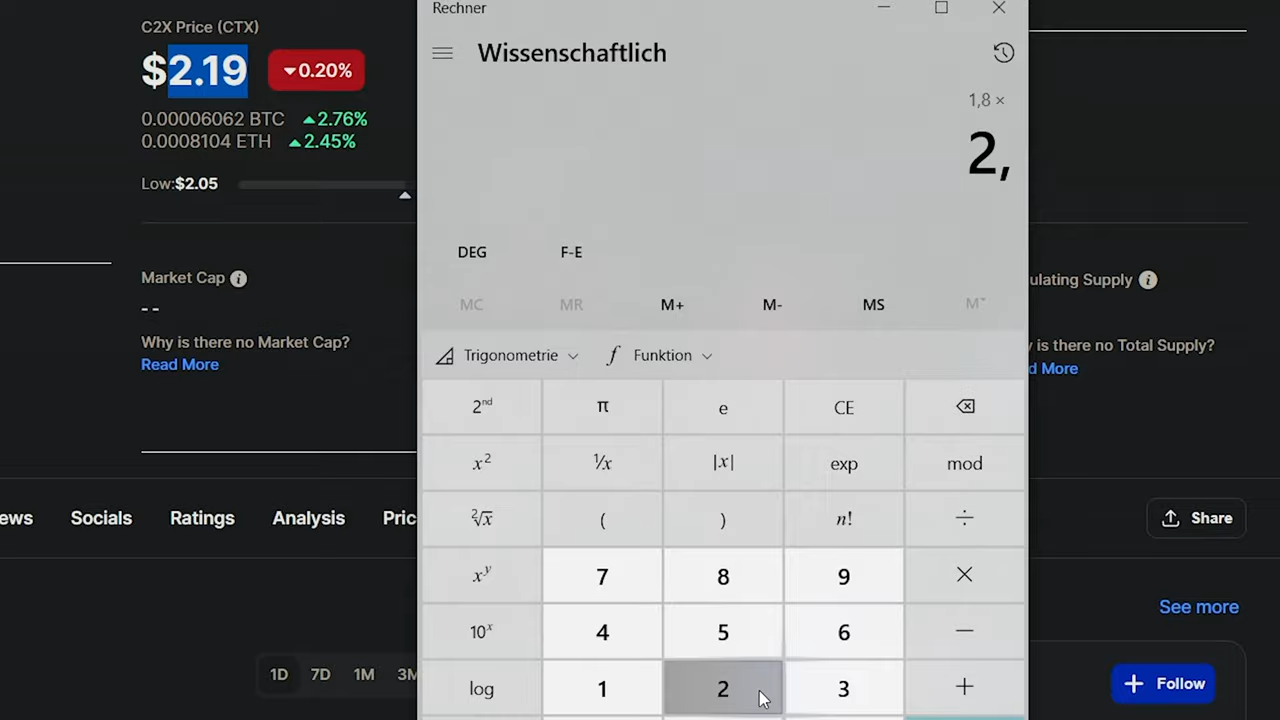 C2X Price (CTX)
$2.19
0.20%
0.00006062 BTC 2.76%
0.0008104 ETH 2.45%
Low:$2.05
Market Cap i
- -
Why is there no Market Cap?
Read More
ews Socials Ratings Analysis Pric
1D 7D 1M 3M
Rechner
Wissenschaftlich
1,8 ×
2,
DEG F-E
MC MR M+ M- MS M˅
Trigonometrie f Funktion
2ⁿᵈ π e CE
x² ¹/x |x| exp mod
²√x ( ) n! ÷
xʸ 7 8 9 ×
10ˣ 4 5 6 −
log 1 2 3 +
ulating Supply i
y is there no Total Supply?
d More
Share
See more
+ Follow